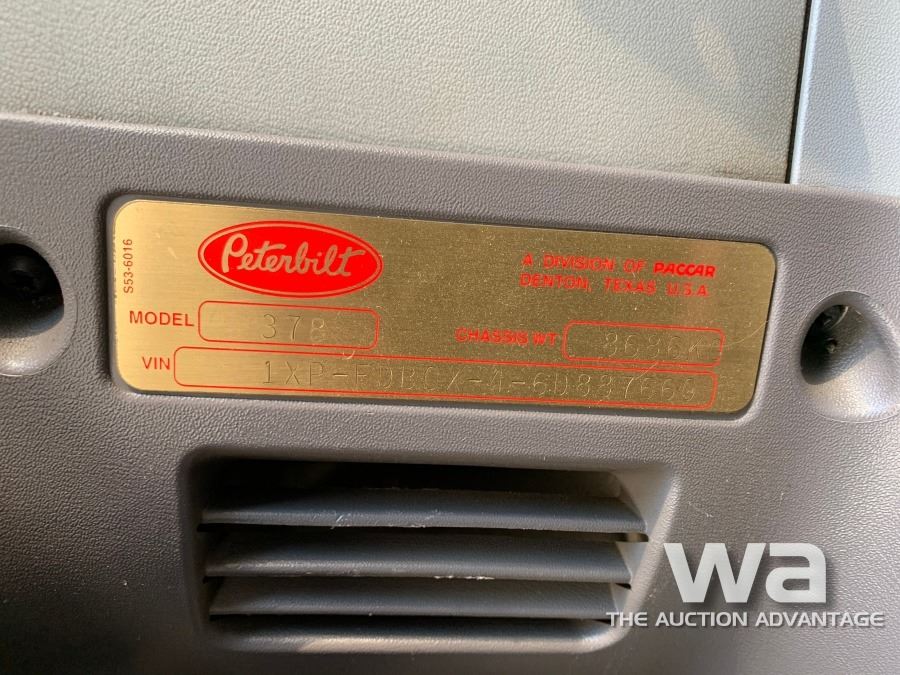 S53-6016
Peterbilt
A DIVISION OF PACCAR
DENTON, TEXAS U.S.A.
MODEL 378
CHASSIS WT
VIN
wa
THE AUCTION ADVANTAGE